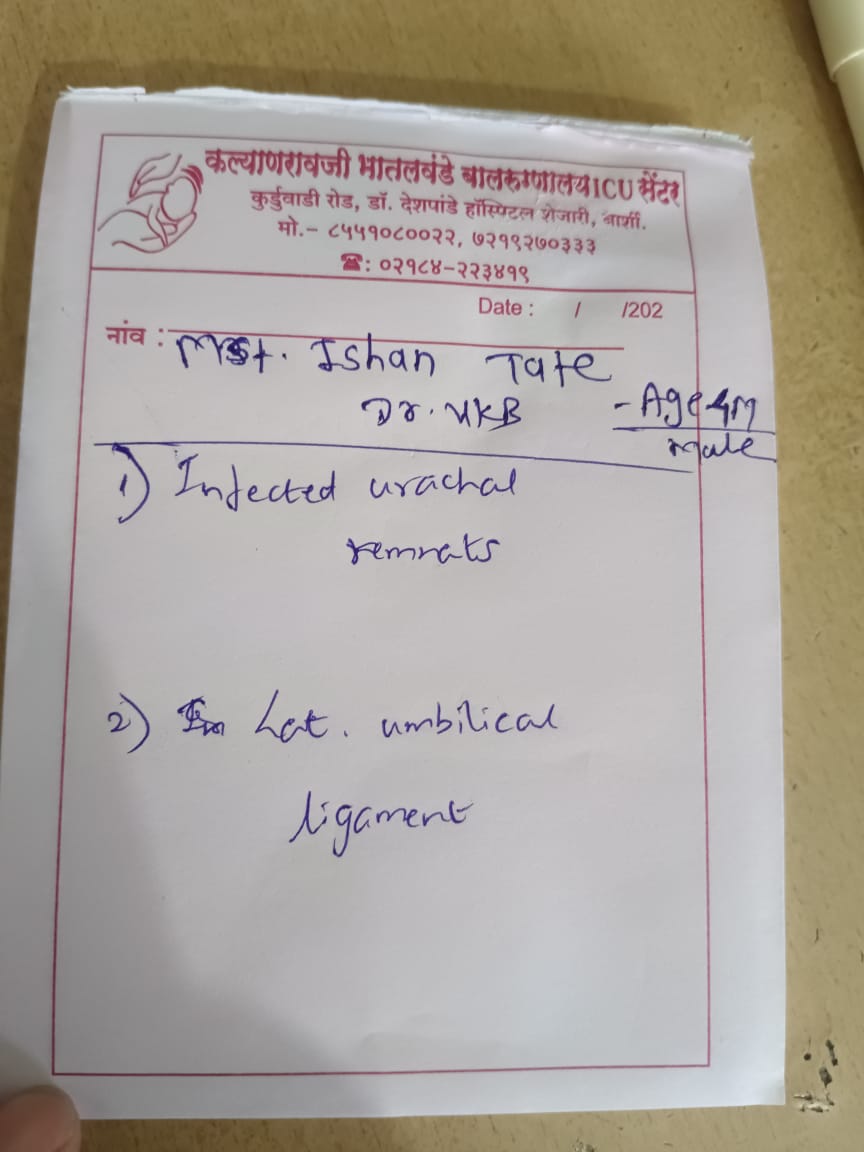 कल्याणरावजी भातलवंडे बालरुग्णालय ICU सेंटर
कुर्डुवाडी रोड, डॉ. देशपांडे हॉस्पिटल शेजारी, बार्शी.
मो.- ८५५१०८००२२, ७२१९२७०३३३
☎: ०२१८४-२२३४१९
Date : / /202
नांव : Mst. Ishan Tate
Dr. UKB - Age 4M
Male
1) Infected urachal
remnats
2) Lat. umbilical
ligament